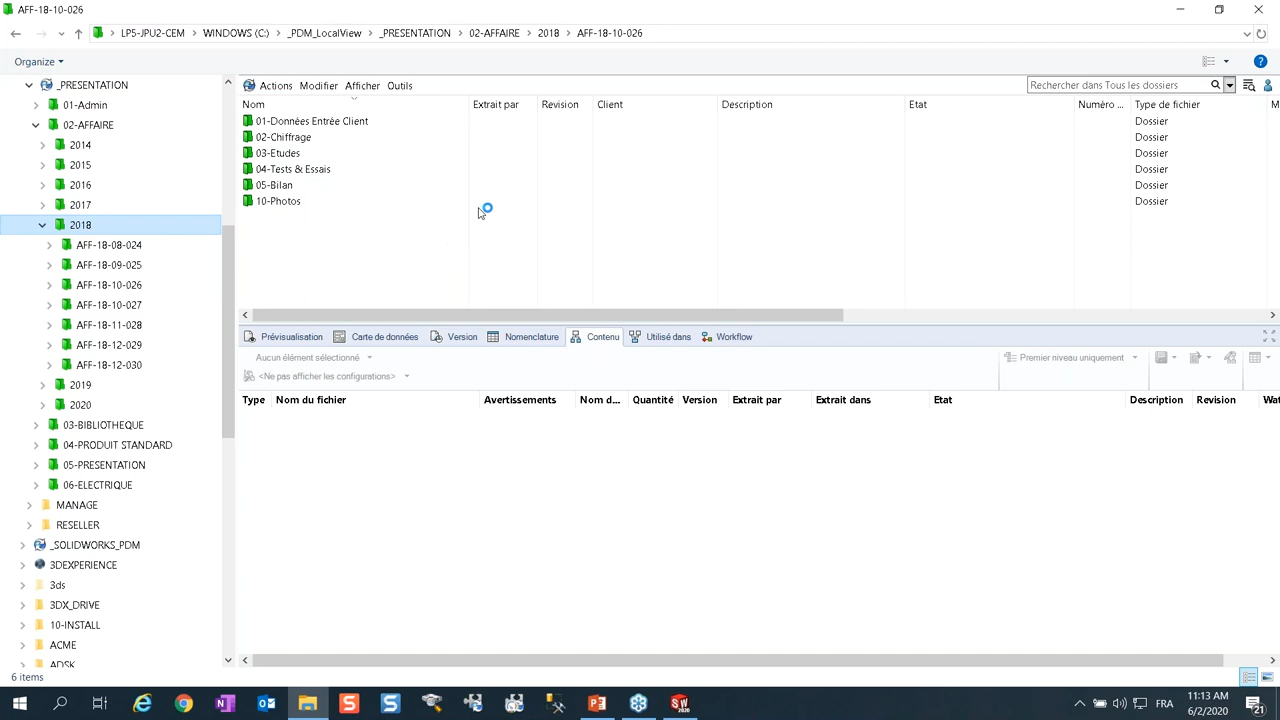 AFF-18-10-026
LP5-JPU2-CEM > WINDOWS (C:) > _PDM_LocalView > _PRESENTATION > 02-AFFAIRE > 2018 > AFF-18-10-026
Organize
_PRESENTATION
01-Admin
02-AFFAIRE
2014
2015
2016
2017
2018
AFF-18-08-024
AFF-18-09-025
AFF-18-10-026
AFF-18-10-027
AFF-18-11-028
AFF-18-12-029
AFF-18-12-030
2019
2020
03-BIBLIOTHEQUE
04-PRODUIT STANDARD
05-PRESENTATION
06-ELECTRIQUE
MANAGE
RESELLER
_SOLIDWORKS_PDM
3DEXPERIENCE
3ds
3DX_DRIVE
10-INSTALL
ACME
ADSK
Actions Modifier Afficher Outils
Rechercher dans Tous les dossiers
Nom Extrait par Revision Client Description Etat Numéro ... Type de fichier M
01-Données Entrée Client Dossier
02-Chiffrage Dossier
03-Etudes Dossier
04-Tests & Essais Dossier
05-Bilan Dossier
10-Photos Dossier
Prévisualisation Carte de données Version Nomenclature Contenu Utilisé dans Workflow
Aucun élément sélectionné Premier niveau uniquement
<Ne pas afficher les configurations>
Type Nom du fichier Avertissements Nom d... Quantité Version Extrait par Extrait dans Etat Description Revision Wa
6 items
11:13 AM
FRA
6/2/2020
21